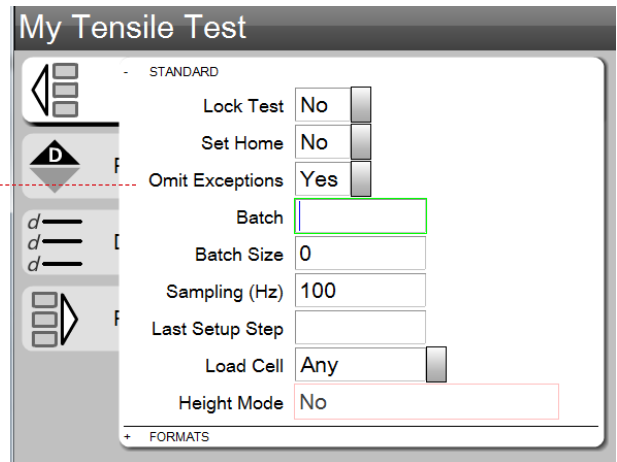 My Tensile Test
- STANDARD
Lock Test No
Set Home No
D
Omit Exceptions Yes
Batch
d
d
d
Batch Size 0
Sampling (Hz) 100
Last Setup Step
Load Cell Any
Height Mode No
+ FORMATS